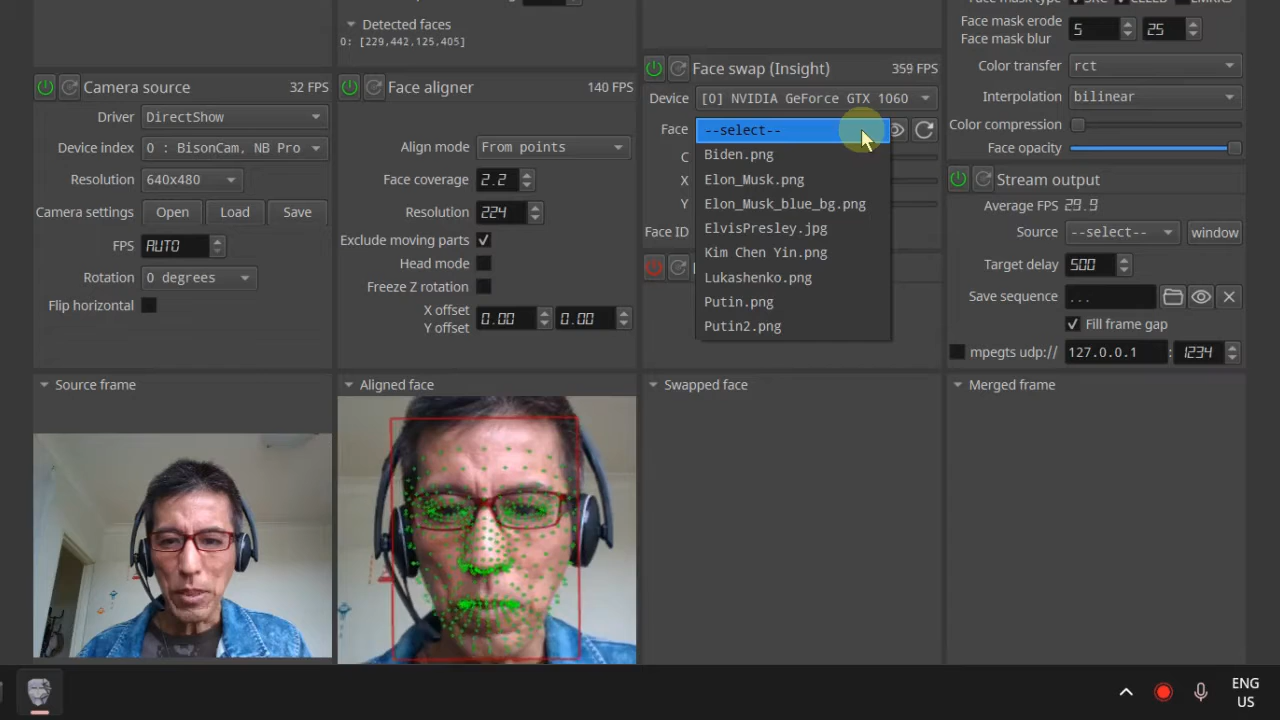 Detected faces
0: [229,442,125,405]
Camera source
32 FPS
Driver
DirectShow
Device index
0 : BisonCam, NB Pro
Resolution
640x480
Camera settings
Open
Load
Save
FPS
AUTO
Rotation
0 degrees
Flip horizontal
Face aligner
140 FPS
Align mode
From points
Face coverage
2.2
Resolution
224
Exclude moving parts
Head mode
Freeze Z rotation
X offset
Y offset
0.00
0.00
Face swap (Insight)
359 FPS
Device
[0] NVIDIA GeForce GTX 1060
Face
--select--
Biden.png
Elon_Musk.png
Elon_Musk_blue_bg.png
ElvisPresley.jpg
Kim Chen Yin.png
Lukashenko.png
Putin.png
Putin2.png
C
X
Y
Face ID
Face mask erode
Face mask blur
5
25
Color transfer
rct
Interpolation
bilinear
Color compression
Face opacity
Stream output
Average FPS
29.9
Source
--select--
window
Target delay
500
Save sequence
...
Fill frame gap
mpegts udp://
127.0.0.1
:
1234
Source frame
Aligned face
Swapped face
Merged frame
ENG
US